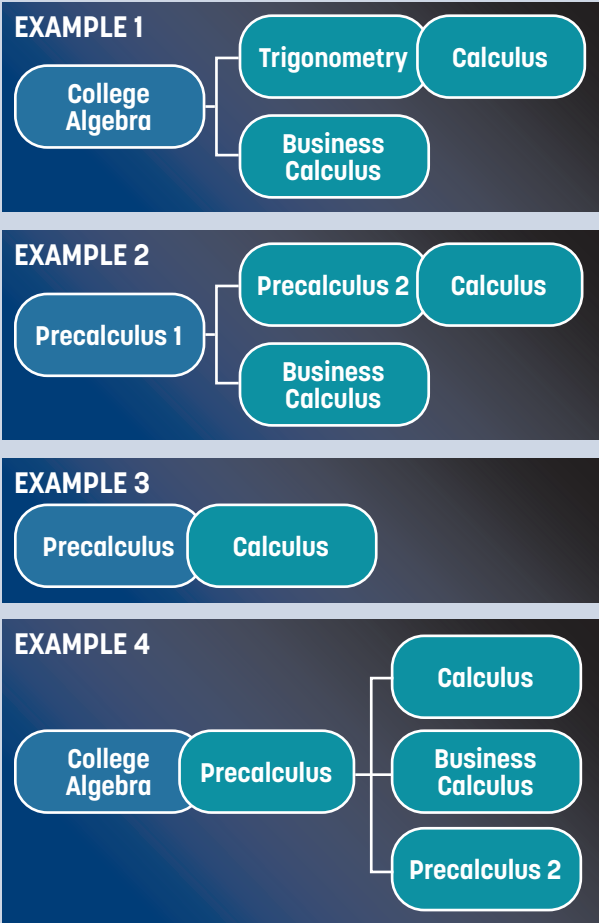 EXAMPLE 1
College
Algebra
Trigonometry
Calculus
Business
Calculus
EXAMPLE 2
Precalculus 1
Precalculus 2
Calculus
Business
Calculus
EXAMPLE 3
Precalculus
Calculus
EXAMPLE 4
College
Algebra
Precalculus
Calculus
Business
Calculus
Precalculus 2